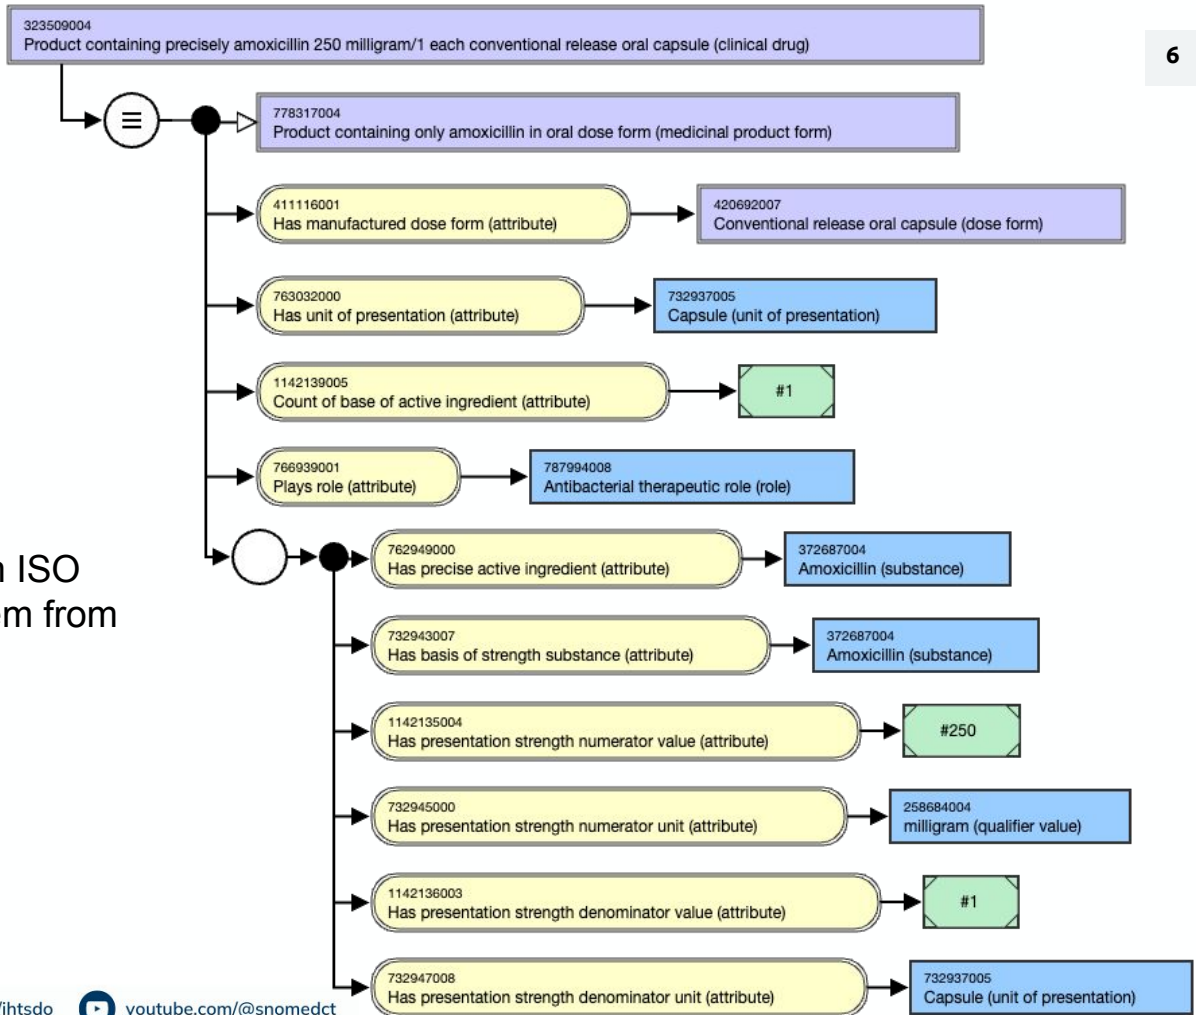 323509004
Product containing precisely amoxicillin 250 milligram/1 each conventional release oral capsule (clinical drug)
6
≡
778317004
Product containing only amoxicillin in oral dose form (medicinal product form)
411116001
Has manufactured dose form (attribute)
420692007
Conventional release oral capsule (dose form)
763032000
Has unit of presentation (attribute)
732937005
Capsule (unit of presentation)
1142139005
Count of base of active ingredient (attribute)
#1
766939001
Plays role (attribute)
787994008
Antibacterial therapeutic role (role)
ISO
from
762949000
Has precise active ingredient (attribute)
372687004
Amoxicillin (substance)
732943007
Has basis of strength substance (attribute)
372687004
Amoxicillin (substance)
1142135004
Has presentation strength numerator value (attribute)
#250
732945000
Has presentation strength numerator unit (attribute)
258684004
milligram (qualifier value)
1142136003
Has presentation strength denominator value (attribute)
#1
732947008
Has presentation strength denominator unit (attribute)
732937005
Capsule (unit of presentation)
/ihtsdo
youtube.com/@snomedct